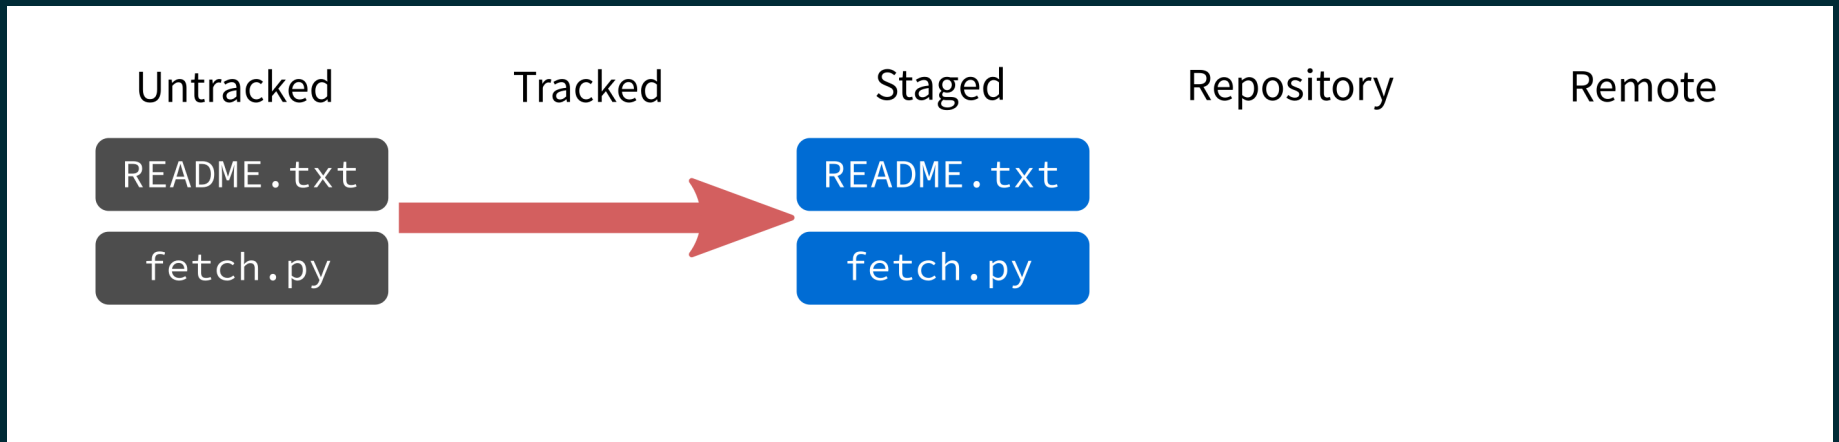 Untracked Tracked Staged Repository Remote
README.txt README.txt
fetch.py fetch.py